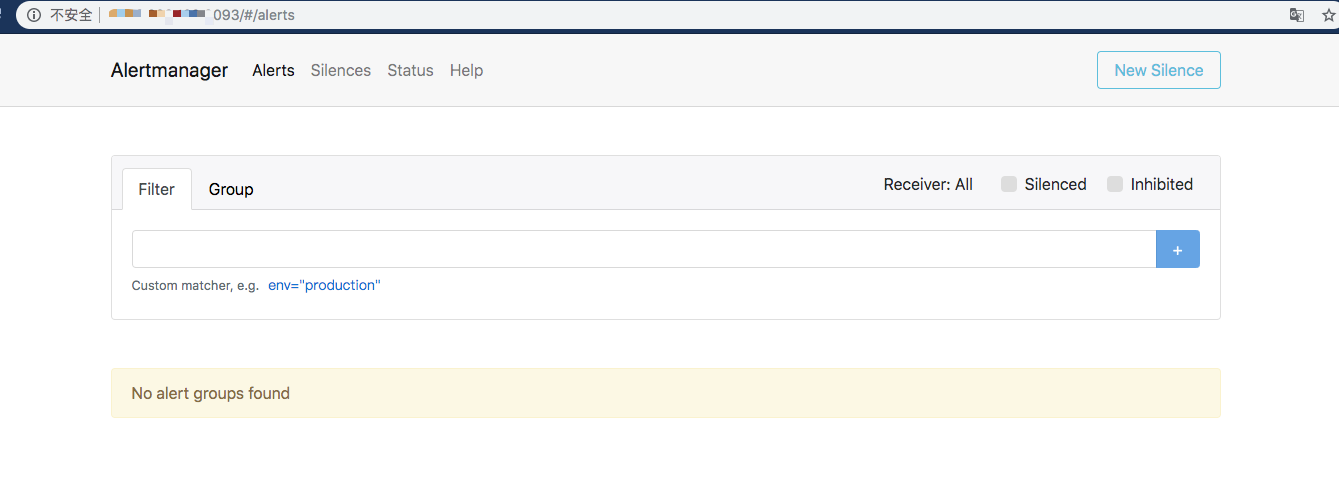 不安全 093/#/alerts
Alertmanager Alerts Silences Status Help New Silence
Filter Group Receiver: All Silenced Inhibited
+
Custom matcher, e.g. env="production"
No alert groups found